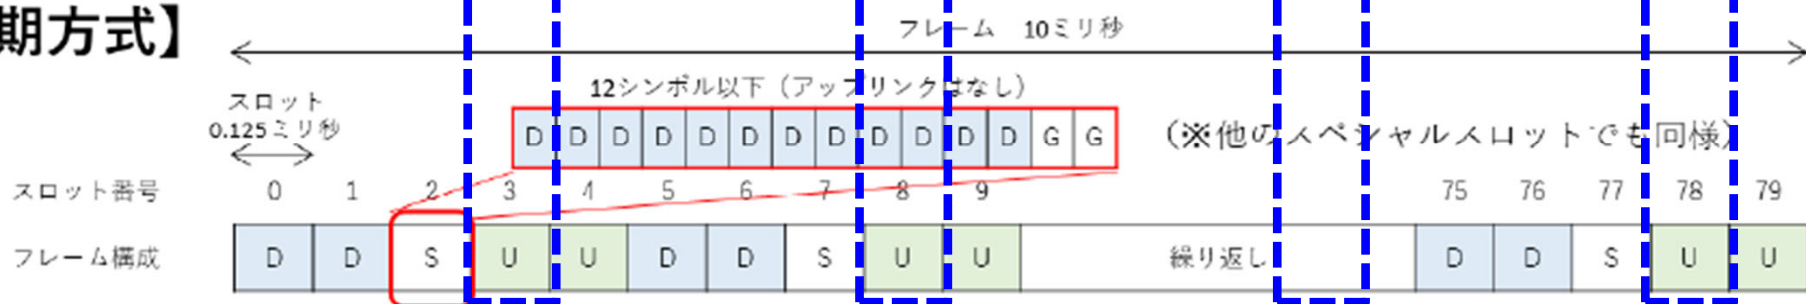 期方式】
フレーム　10ミリ秒
12シンボル以下（アップリンクはなし）
スロット
0.125ミリ秒
D D D D D D D D D D D D G G
（※他のスペシャルスロットでも同様）
スロット番号 0 1 2 3 4 5 6 7 8 9 75 76 77 78 79
フレーム構成 D D S U U D D S U U 繰り返し D D S U U